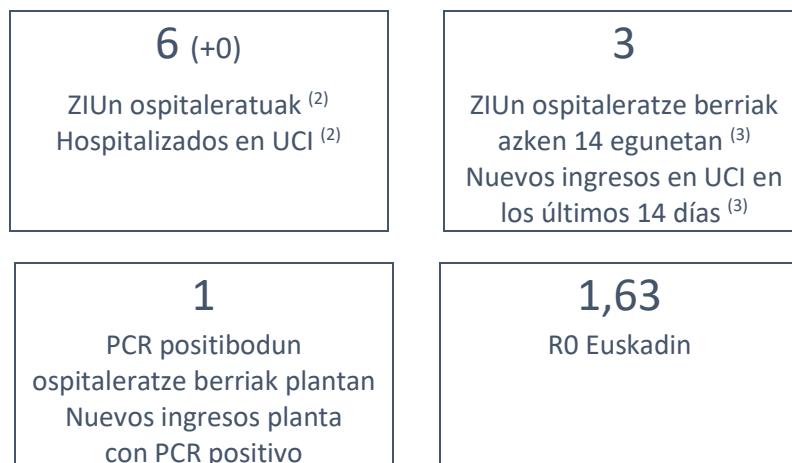 6 (+0)
ZIUn ospitaleratuak (2)
Hospitalizados en UCI (2)
3
ZIUn ospitaleratze berriak
azken 14 egunetan (3)
Nuevos ingresos en UCI en
los últimos 14 días (3)
1
PCR positibodun
ospitaleratze berriak plantan
Nuevos ingresos planta
con PCR positivo
1,63
R0 Euskadin